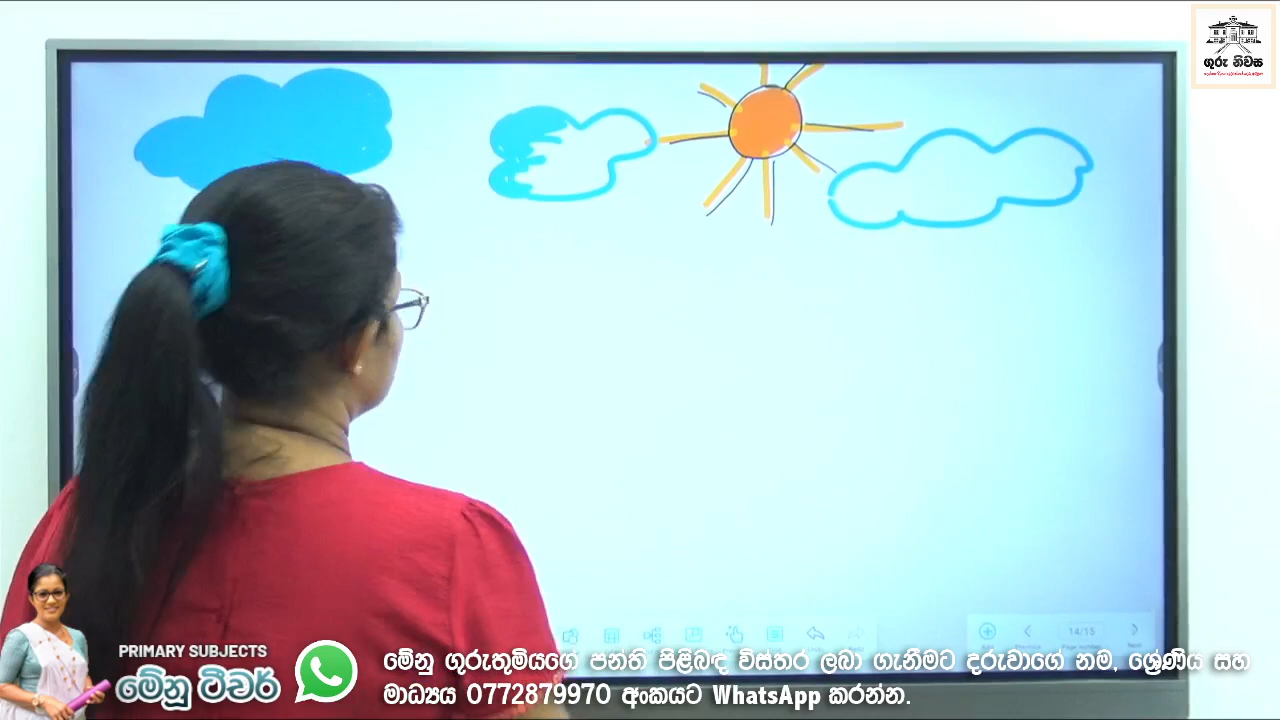 ගුරු නිවස
14/15
PRIMARY SUBJECTS
මේනු ටීචර්
මේනු ගුරුතුමියගේ පන්ති පිළිබඳ විස්තර ලබා ගැනීමට දරුවාගේ නම, ශ්‍රේණිය සහ
මාධ්‍යය 0772879970 අංකයට WhatsApp කරන්න.